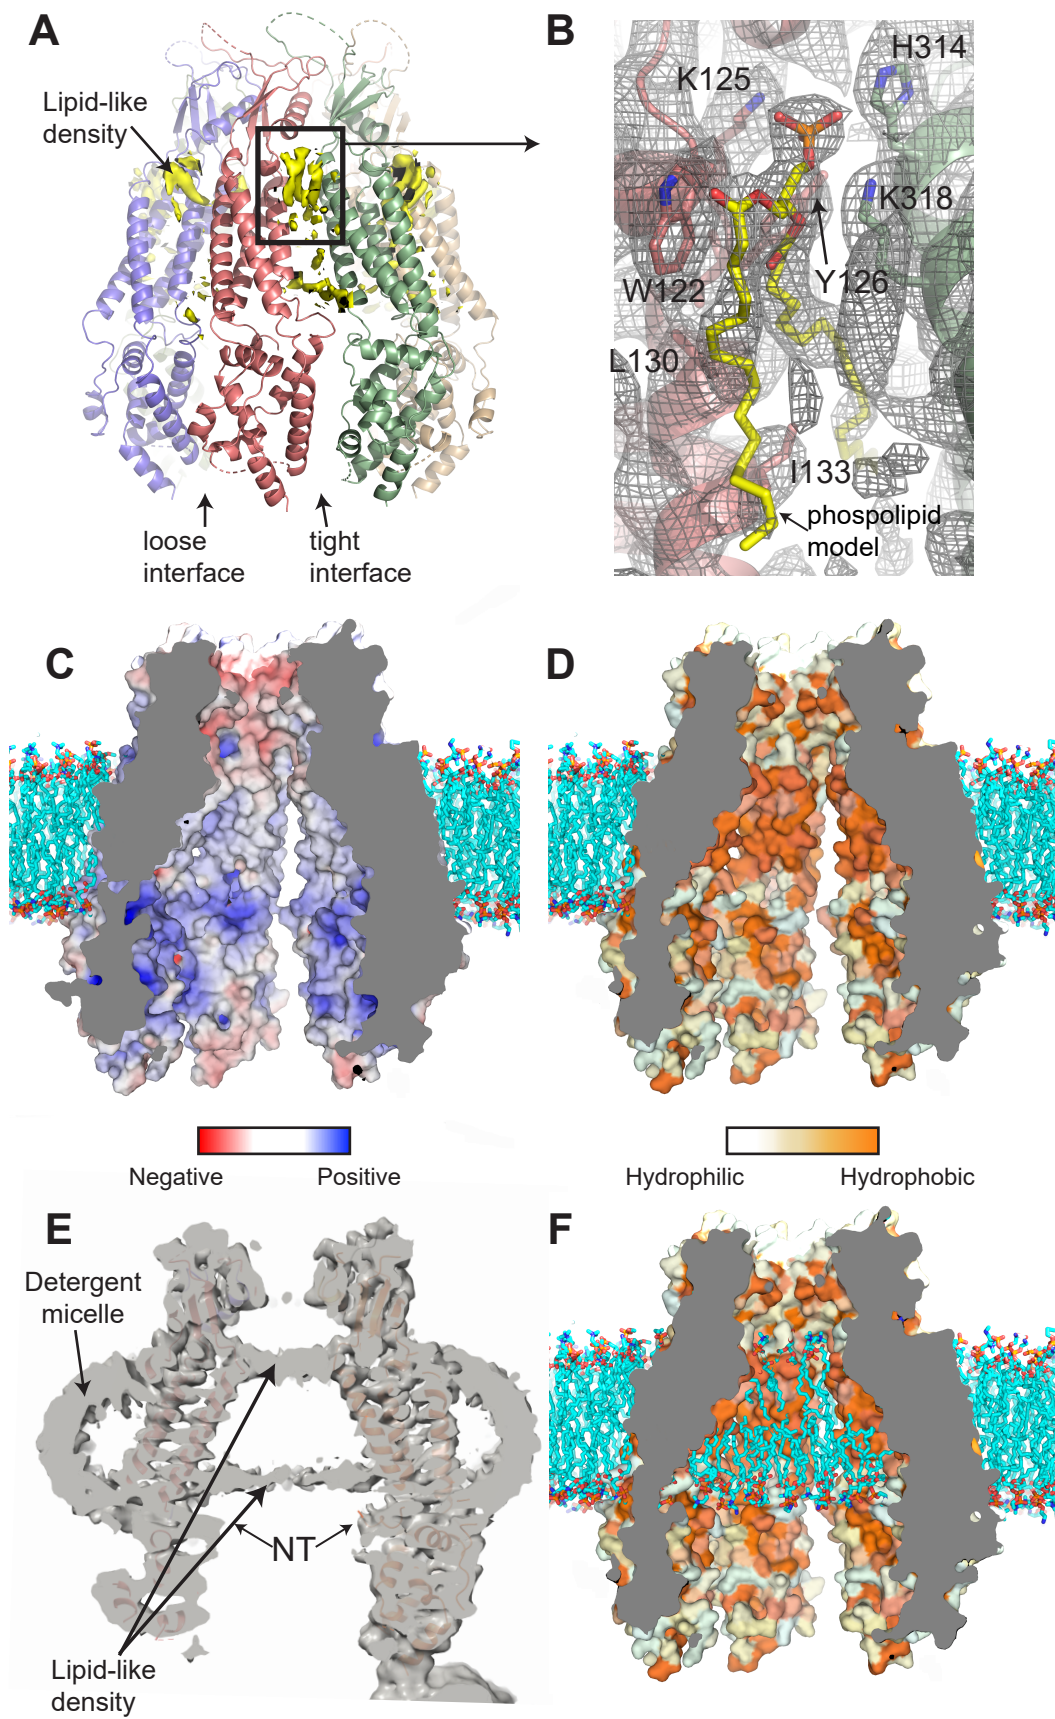 A
Lipid-like
density
loose
interface
tight
interface
B
H314
K125
K318
W122
Y126
L130
I133
phospolipid
model
C
D
Negative
Positive
Hydrophilic
Hydrophobic
E
Detergent
micelle
NT
Lipid-like
density
F